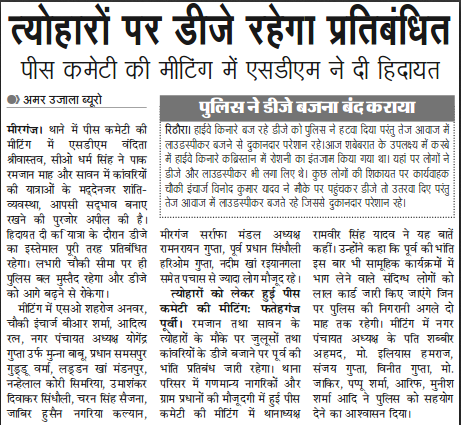 त्योहारों पर डीजे रहेगा प्रतिबंधित
पीस कमेटी की मीटिंग में एसडीएम ने दी हिदायत
अमर उजाला ब्यूरो
मीरगंज। थाने में पीस कमेटी की
मीटिंग में एसडीएम वंदिता
श्रीवास्तव, सीओ धर्म सिंह ने पाक
रमजान माह और सावन में कांवरियों
की यात्राओं के मद्देनजर शांति-
व्यवस्था, आपसी सद्भाव बनाए
रखने की पुरजोर अपील की है।
हिदायत दी कां यात्रा के दौरान डीजे
का इस्तेमाल पूरी तरह प्रतिबंधित
रहेगा। लभारी चौकी सीमा पर ही
पुलिस बल मुस्तैद रहेगा और डीजे
को आगे बढ़ने से रोकेगा।
मीटिंग में एसओ शहरोज अनवर,
चौकी इंचार्ज बीआर शर्मा, आदित्य
रत्न, नगर पंचायत अध्यक्ष योगेंद्र
गुप्ता उर्फ मुन्ना बाबू, प्रधान समसपुर
गुड्डू वर्मा, लड्डन खां मंडनपुर,
नन्हेलाल कोरी सिमरिया, उमाशंकर
दिवाकर सिंधौली, चरन सिंह सैजना,
जाबिर हुसैन नगरिया कल्यान,
पुलिस ने डीजे बजना बंद कराया
रिठौरा। हाईवे किनारे बज रहे डीजे को पुलिस ने हटवा दिया परंतु तेज आवाज में
लाउडस्पीकर बजने से दुकानदार परेशान रहे।आज शबेबरात के उपलक्ष्य में कस्बे
में हाईवे किनारे कब्रिस्तान में रोशनी का इंतजाम किया गया था। यहां पर लोगों ने
डीजे और लाउडस्पीकर भी लगा लिए थे। कुछ लोगों की शिकायत पर कार्यवाहक
चौकी इंचार्ज विनोद कुमार यादव ने मौके पर पहुंचकर डीजे तो उतरवा दिए परंतु
तेज आवाज में लाउडस्पीकर बजते रहे जिससे दुकानदार परेशान रहे।
मीरगंज सर्राफा मंडल अध्यक्ष
रामनरायन गुप्ता, पूर्व प्रधान सिंधौली
हरिओम गुप्ता, नदीम खां रइयानगला
समेत पचास से ज्यादा लोग मौजूद रहे।
त्योहारों को लेकर हुई पीस
कमेटी की मीटिंग: फतेहगंज
पूर्वी। रमजान तथा सावन के
त्योहारों के मौके पर जुलूसों तथा
कांवरियों के डीजे बजाने पर पूर्व की
भांति प्रतिबंध जारी रहेगा। थाना
परिसर में गणमान्य नागरिकों और
ग्राम प्रधानों की मौजूदगी में हुई पीस
कमेटी की मीटिंग में थानाध्यक्ष
रामवीर सिंह यादव ने यह बातें
कहीं। उन्होंने कहा कि पूर्व की भांति
इस बार भी सामूहिक कार्यक्रमों में
भाग लेने वाले संदिग्ध लोगों को
लाल कार्ड जारी किए जाएंगे जिन
पर पुलिस की निगरानी अगले दो
माह तक रहेगी। मीटिंग में नगर
पंचायत अध्यक्ष के पति शब्बीर
अहमद, मो. इलियास हमराज,
संजय गुप्ता, विनीत गुप्ता, मो.
जाकिर, पप्पू शर्मा, आरिफ, मुनीश
शर्मा आदि ने पुलिस को सहयोग
देने का आश्वासन दिया।